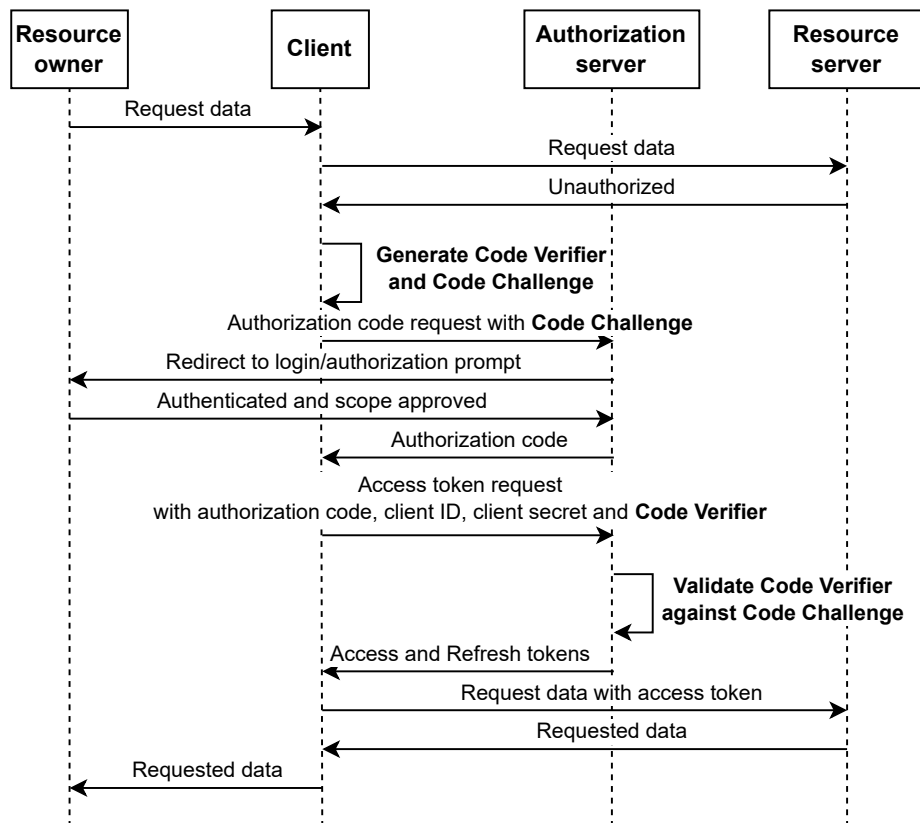 Resource
owner
Client
Authorization
server
Resource
server
Request data
Request data
Unauthorized
Generate Code Verifier
and Code Challenge
Authorization code request with Code Challenge
Redirect to login/authorization prompt
Authenticated and scope approved
Authorization code
Access token request
with authorization code, client ID, client secret and Code Verifier
Validate Code Verifier
against Code Challenge
Access and Refresh tokens
Request data with access token
Requested data
Requested data